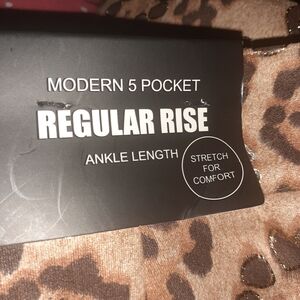 MODERN 5 POCKET
REGULAR RISE
ANKLE LENGTH
STRETCH
FOR
COMFORT